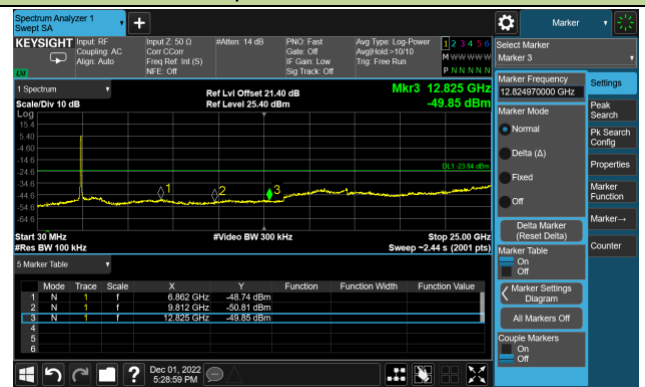 Spectrum Analyzer 1
Swept SA
Marker
KEYSIGHT
Input: RF
Coupling: AC
Align: Auto
Input Z: 50 Ω
Corr CCorr
Freq Ref: Int (S)
NFE: Off
#Atten: 14 dB
PNO: Fast
Gate: Off
IF Gain: Low
Sig Track: Off
Avg Type: Log-Power
Avg|Hold:>10/10
Trig: Free Run
1 2 3 4 5 6
M W W W W W
P N N N N N
LXI
Select Marker
Marker 3
1 Spectrum
Scale/Div 10 dB
Ref Lvl Offset 21.40 dB
Ref Level 25.40 dBm
Mkr3 12.825 GHz
-49.85 dBm
Log
15.4
5.40
-4.60
-14.6
-24.6
-34.6
-44.6
-54.6
-64.6
DL1 -23.84 dBm
1
2
3
Start 30 MHz
#Res BW 100 kHz
#Video BW 300 kHz
Stop 25.00 GHz
Sweep ~2.44 s (2001 pts)
5 Marker Table
Mode Trace Scale X Y Function Function Width Function Value
1 N 1 f 6.862 GHz -48.74 dBm
2 N 1 f 9.812 GHz -50.81 dBm
3 N 1 f 12.825 GHz -49.85 dBm
4
5
6
Marker Frequency
12.824970000 GHz
Marker Mode
Normal
Delta (Δ)
Fixed
Off
Delta Marker
(Reset Delta)
Marker Table
On
Off
Marker Settings
Diagram
All Markers Off
Couple Markers
On
Off
Settings
Peak
Search
Pk Search
Config
Properties
Marker
Function
Marker→
Counter
?
Dec 01, 2022
5:28:59 PM